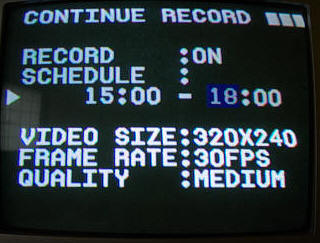 CONTINUE RECORD
RECORD :ON
SCHEDULE :
15:00 - 18:00
VIDEO SIZE:320X240
FRAME RATE:30FPS
QUALITY :MEDIUM